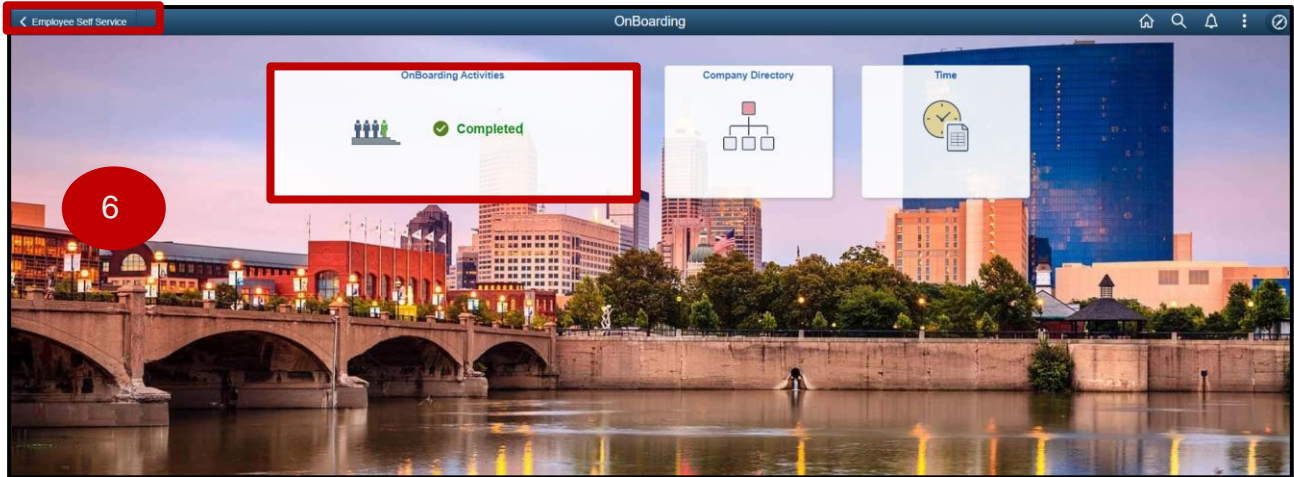 Employee Self Service
OnBoarding
OnBoarding Activities
Completed
Company Directory
Time
6